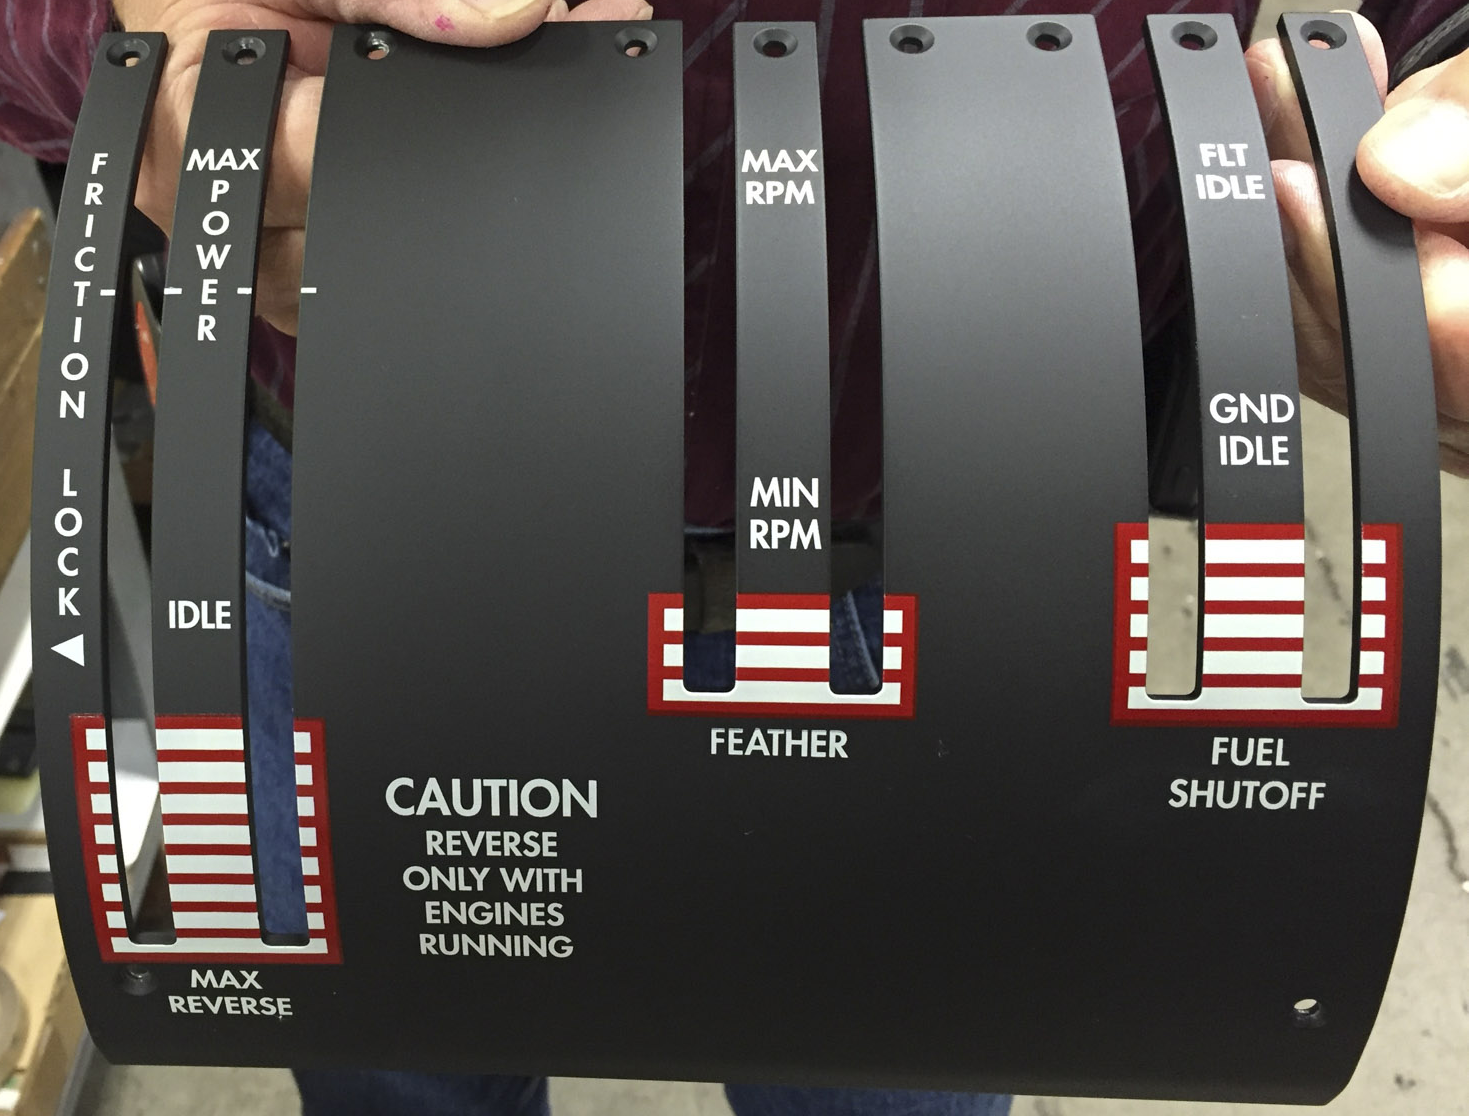 FRICTION LOCK
MAX
POWER
IDLE
MAX
REVERSE
CAUTION
REVERSE
ONLY WITH
ENGINES
RUNNING
MAX
RPM
MIN
RPM
FEATHER
FLT
IDLE
GND
IDLE
FUEL
SHUTOFF